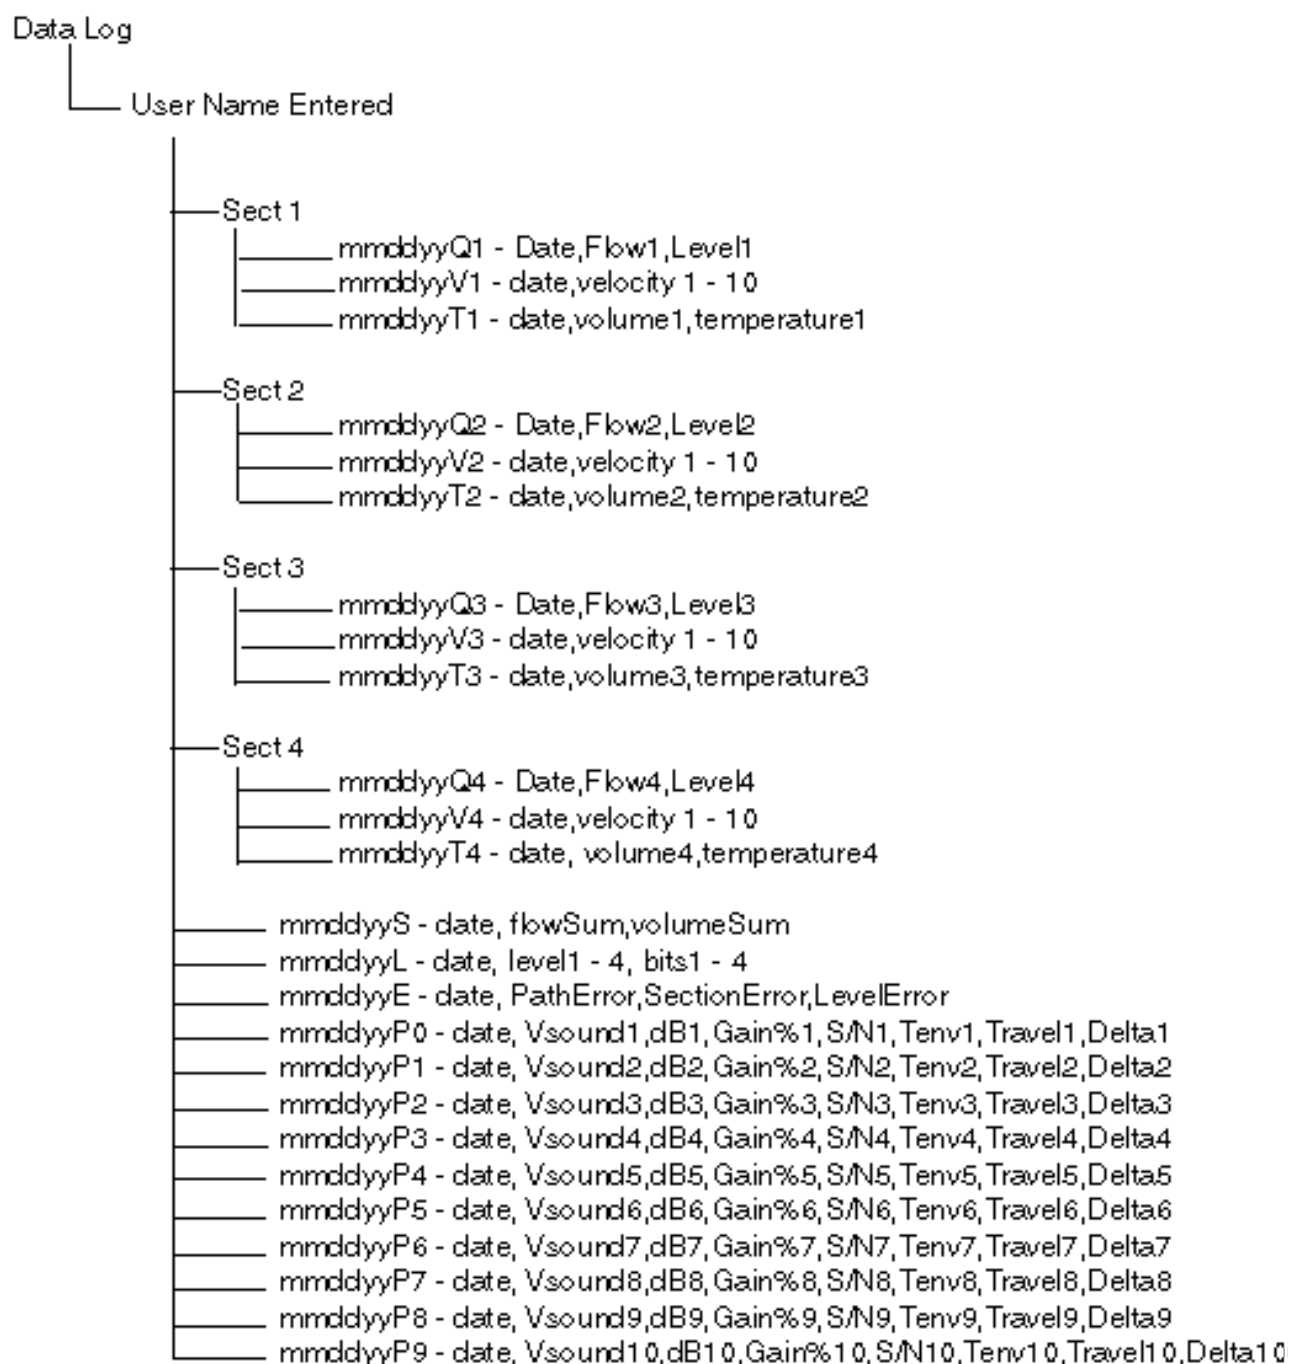 Data Log
User Name Entered
Sect 1
mmddyyQ1 - Date,Flow1,Level1
mmddyyV1 - date,velocity 1 - 10
mmddyyT1 - date,volume1,temperature1
Sect 2
mmddyyQ2 - Date,Flow2,Level2
mmddyyV2 - date,velocity 1 - 10
mmddyyT2 - date,volume2,temperature2
Sect 3
mmddyyQ3 - Date,Flow3,Level3
mmddyyV3 - date,velocity 1 - 10
mmddyyT3 - date,volume3,temperature3
Sect 4
mmddyyQ4 - Date,Flow4,Level4
mmddyyV4 - date,velocity 1 - 10
mmddyyT4 - date, volume4,temperature4
mmddyyS - date, flowSum,volumeSum
mmddyyL - date, level1 - 4, bits1 - 4
mmddyyE - date, PathError,SectionError,LevelError
mmddyyP0 - date, Vsound1,dB1,Gain%1,S/N1,Tenv1,Travel1,Delta1
mmddyyP1 - date, Vsound2,dB2,Gain%2,S/N2,Tenv2,Travel2,Delta2
mmddyyP2 - date, Vsound3,dB3,Gain%3,S/N3,Tenv3,Travel3,Delta3
mmddyyP3 - date, Vsound4,dB4,Gain%4,S/N4,Tenv4,Travel4,Delta4
mmddyyP4 - date, Vsound5,dB5,Gain%5,S/N5,Tenv5,Travel5,Delta5
mmddyyP5 - date, Vsound6,dB6,Gain%6,S/N6,Tenv6,Travel6,Delta6
mmddyyP6 - date, Vsound7,dB7,Gain%7,S/N7,Tenv7,Travel7,Delta7
mmddyyP7 - date, Vsound8,dB8,Gain%8,S/N8,Tenv8,Travel8,Delta8
mmddyyP8 - date, Vsound9,dB9,Gain%9,S/N9,Tenv9,Travel9,Delta9
mmddyyP9 - date, Vsound10,dB10,Gain%10,S/N10,Tenv10,Travel10,Delta10